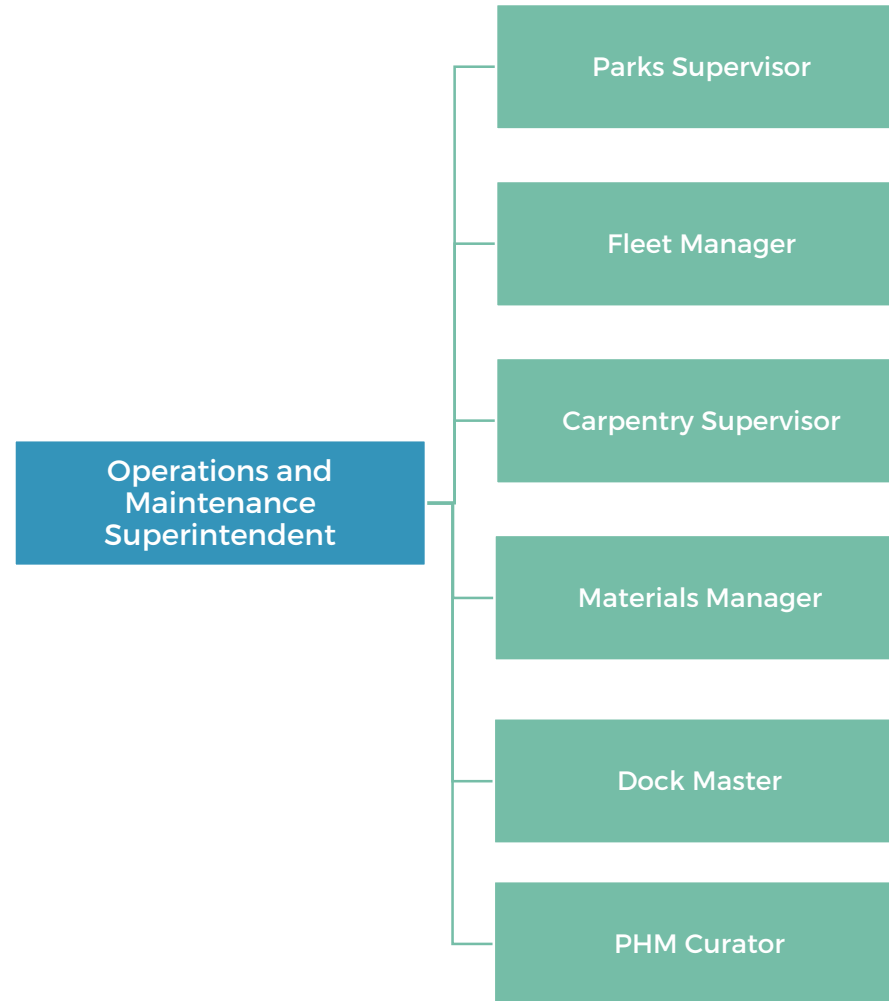 Parks Supervisor
Fleet Manager
Carpentry Supervisor
Operations and
Maintenance
Superintendent
Materials Manager
Dock Master
PHM Curator